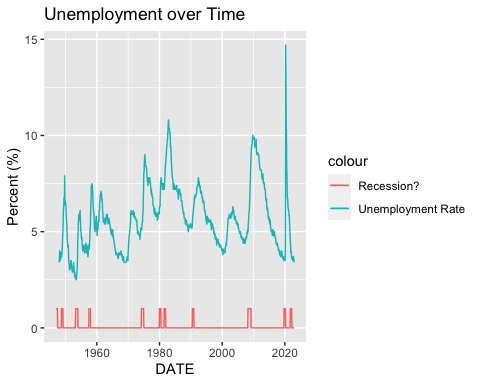 Unemployment over Time
15
10
5
0
Percent (%)
1960 1980 2000 2020
DATE
colour
Recession?
Unemployment Rate